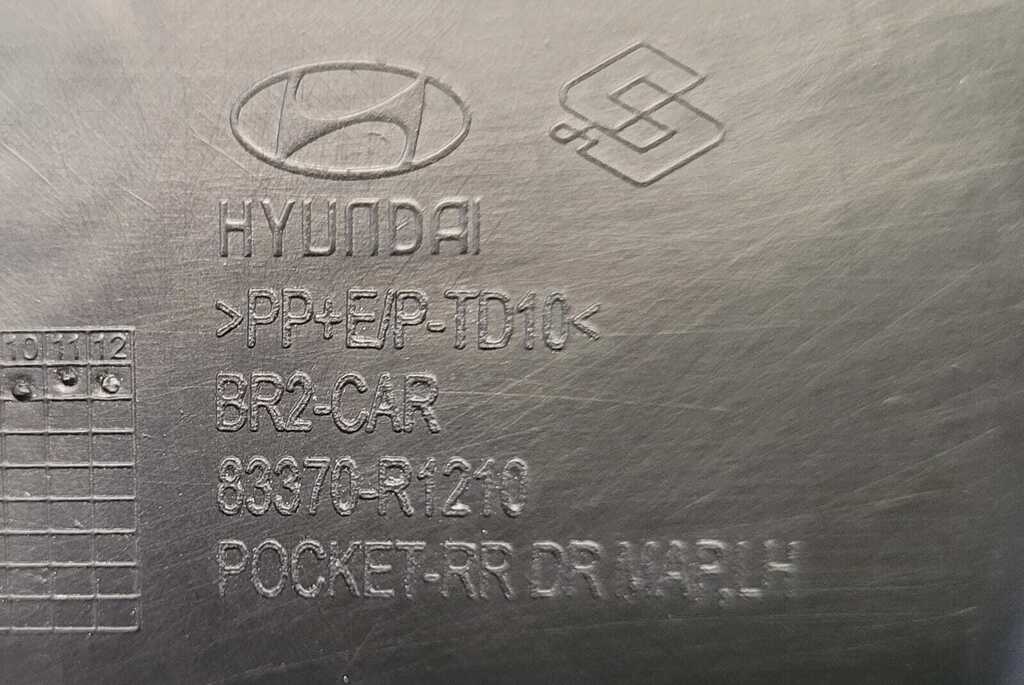 HYUNDAI
>PP+E/P-TD10<
10 11 12
BR2-CAR
83370-R1210
POCKET-RR DR MAP,LH